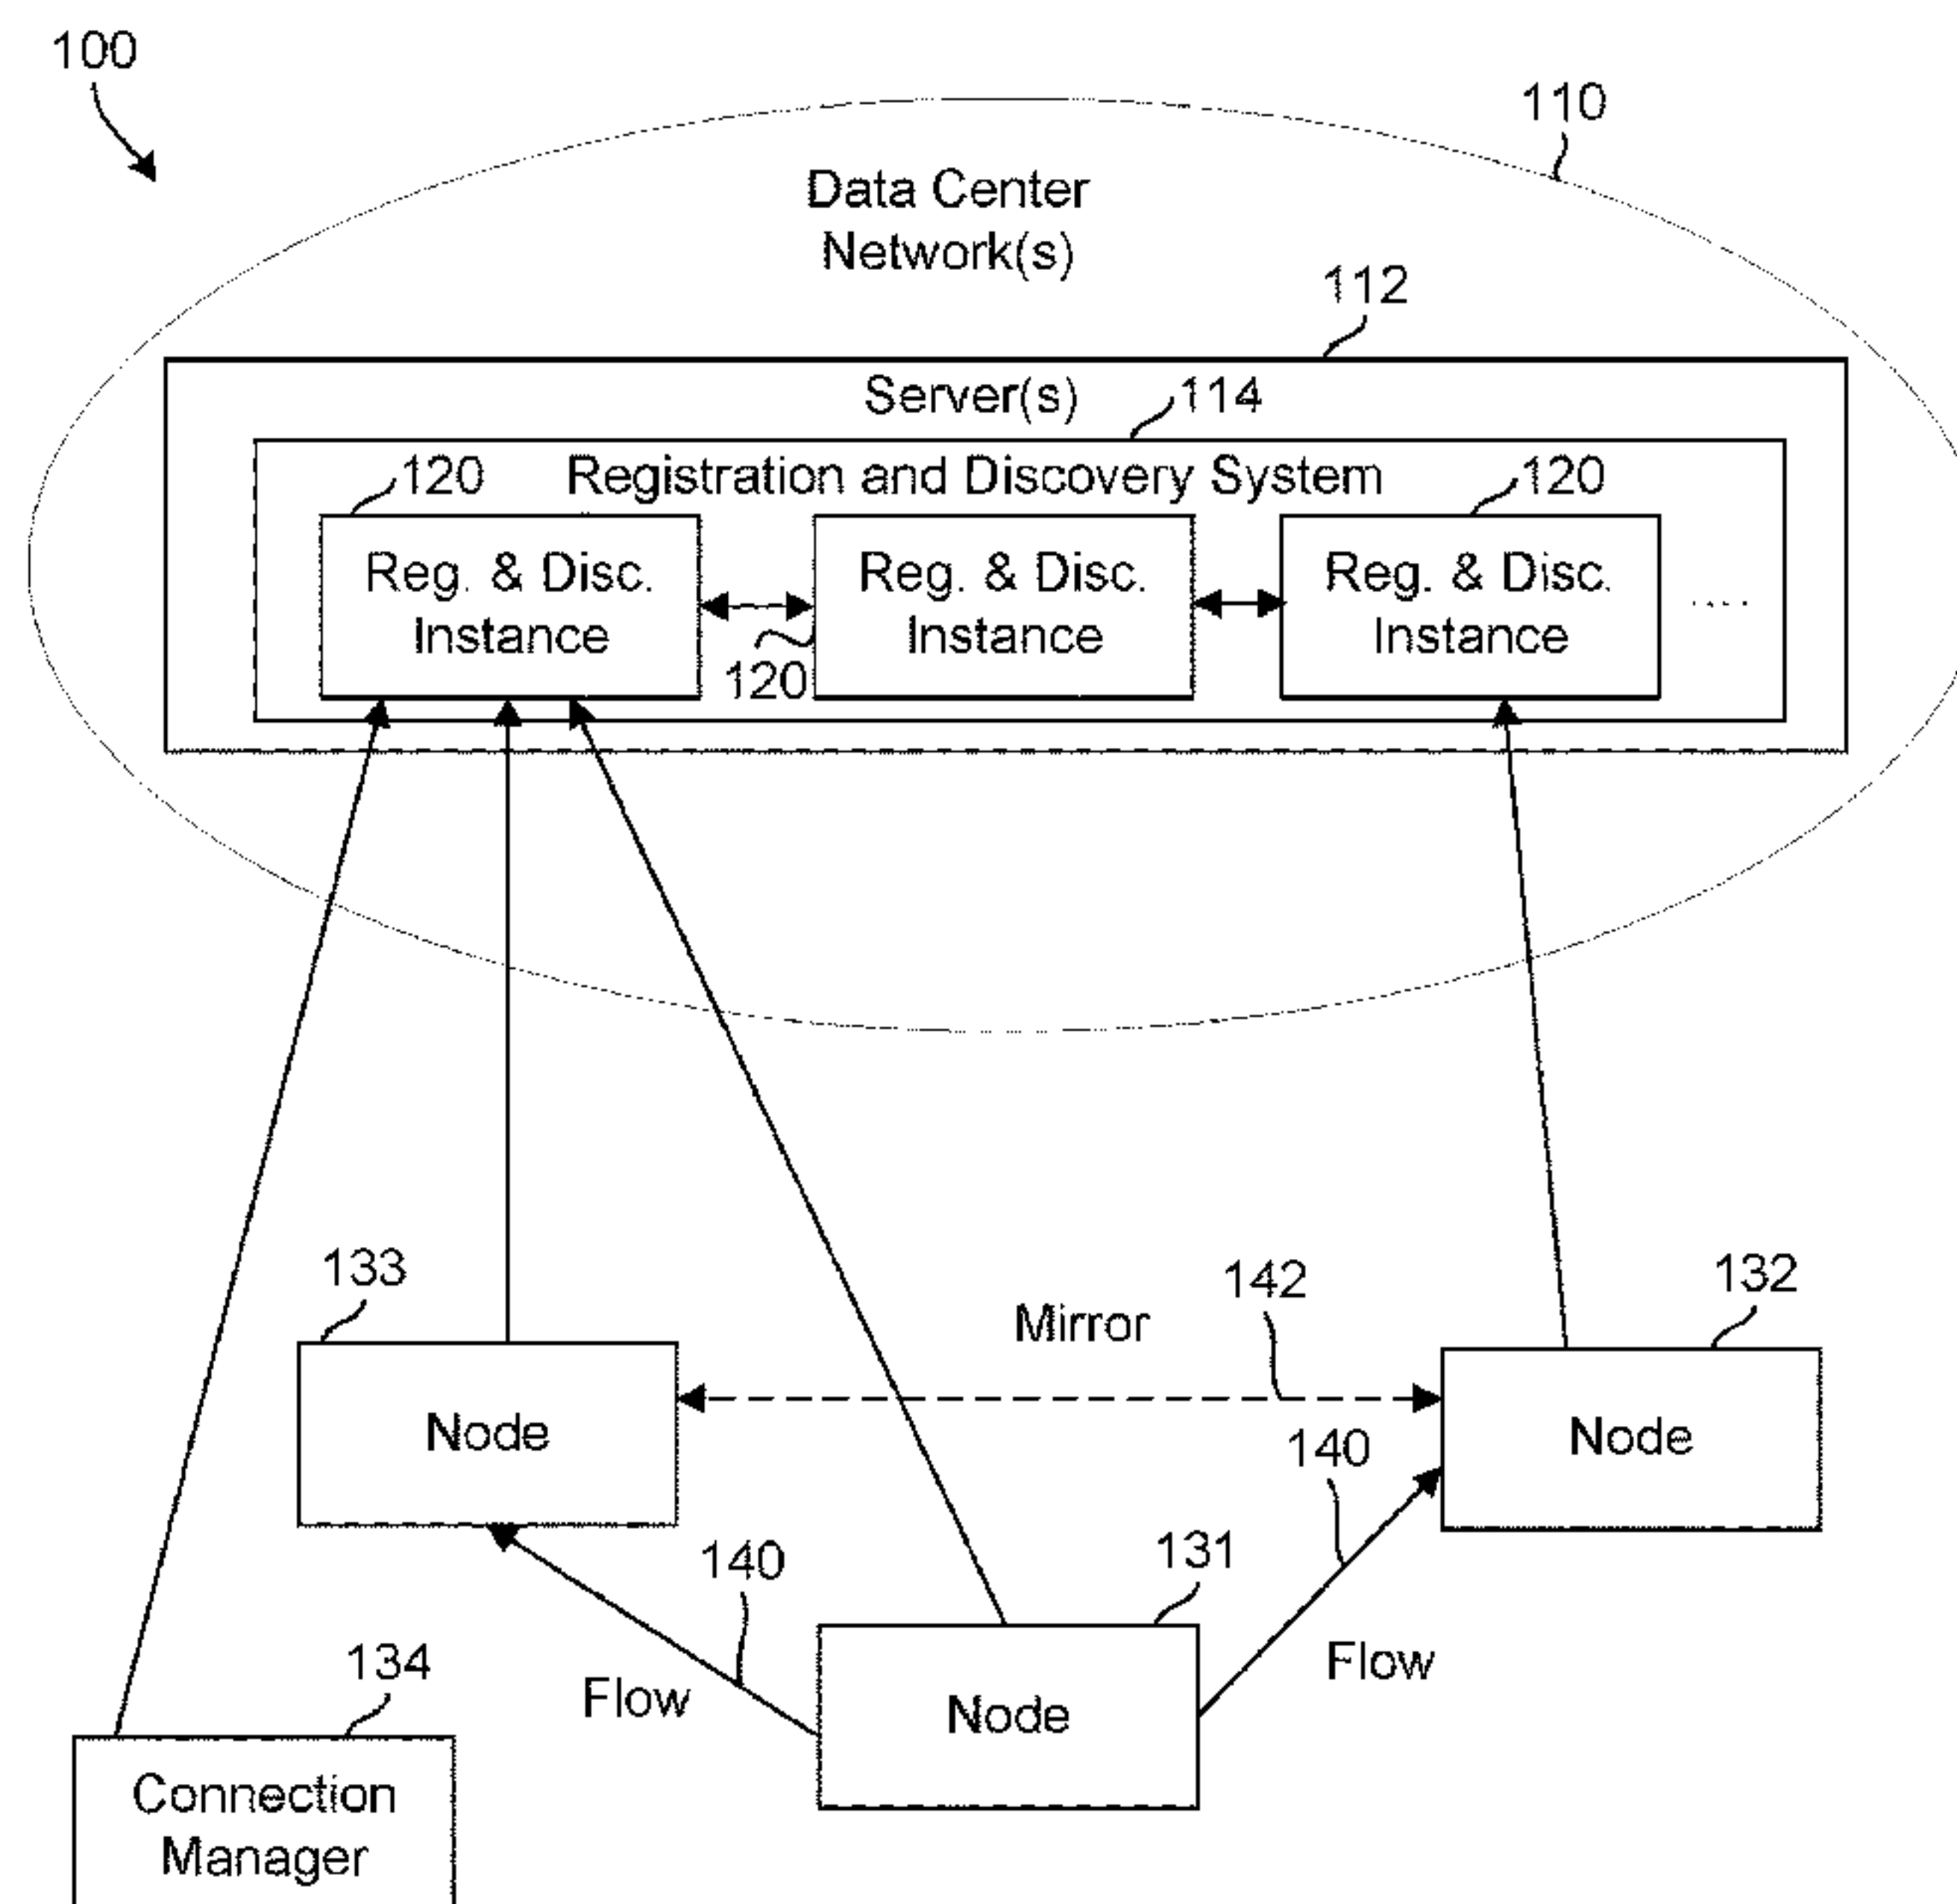 100
110
Data Center
Network(s)
112
Server(s)
114
120
Registration and Discovery System
120
Reg. & Disc.
Instance
120
Reg. & Disc.
Instance
Reg. & Disc.
Instance
....
133
142
132
Mirror
Node
140
Node
140
131
134
Flow
Node
Flow
Connection
Manager